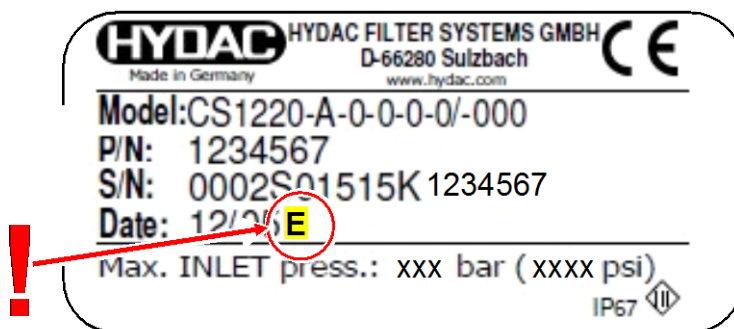 HYDAC HYDAC FILTER SYSTEMS GMBH CE
D-66280 Sulzbach
Made in Germany www.hydac.com
Model:CS1220-A-0-0-0-0/-000
P/N: 1234567
S/N: 0002S01515K 1234567
Date: E
!
Max. INLET press.: xxx bar ( xxxx psi)
IP67